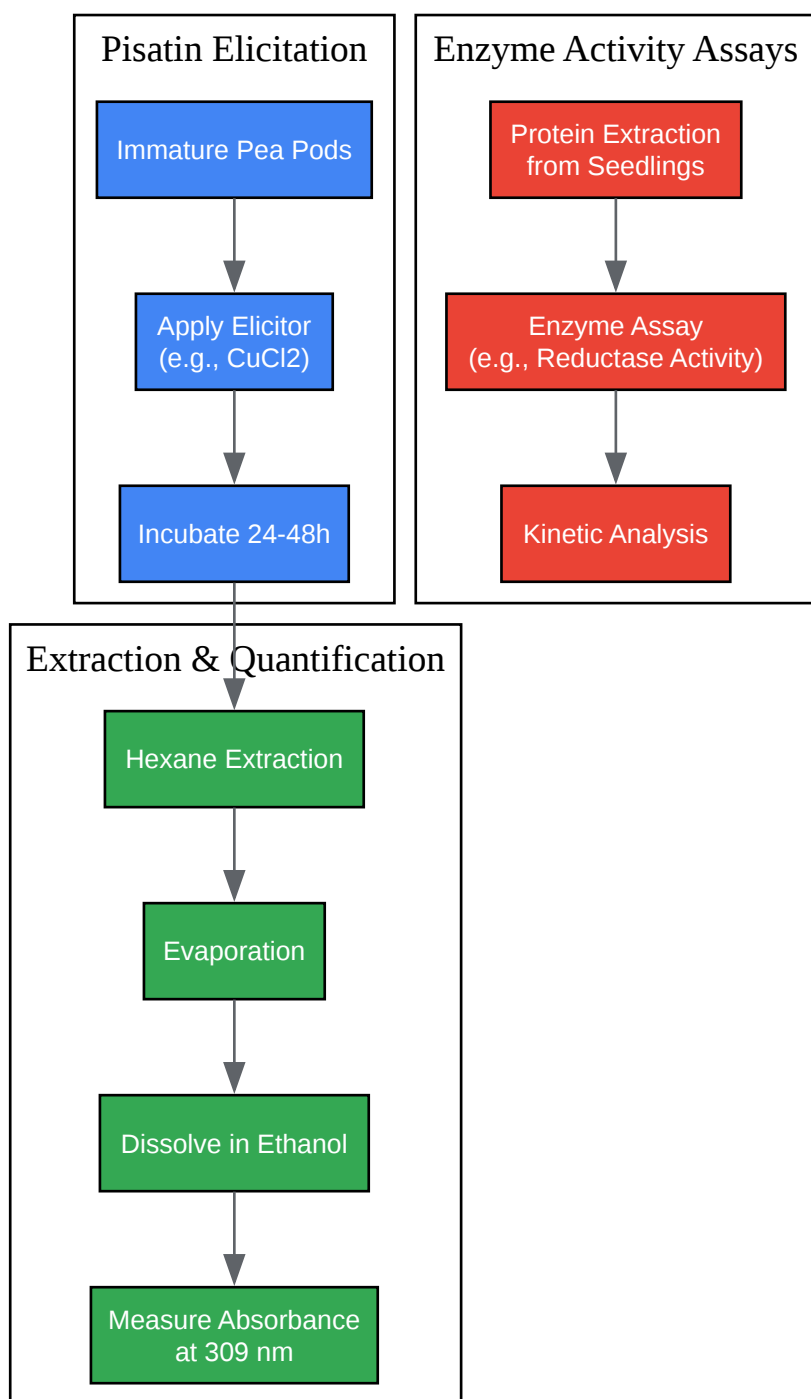 Pisatin Elicitation
Immature Pea Pods
Apply Elicitor
(e.g., CuCl2)
Incubate 24-48h
Enzyme Activity Assays
Protein Extraction
from Seedlings
Enzyme Assay
(e.g., Reductase Activity)
Kinetic Analysis
Extraction & Quantification
Hexane Extraction
Evaporation
Dissolve in Ethanol
Measure Absorbance
at 309 nm